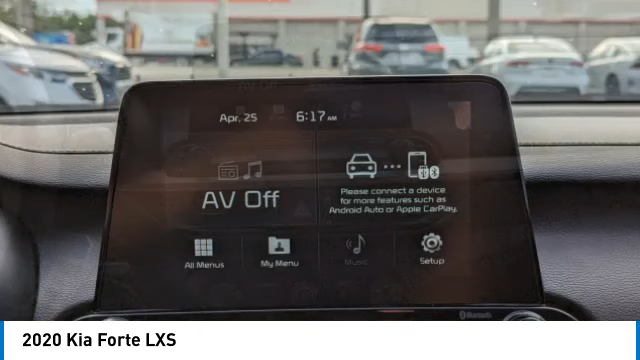 Apr, 25 6:17 AM
AV Off
Please connect a device
for more features such as
Android Auto or Apple CarPlay.
All Menus My Menu Music Setup
Bluetooth
2020 Kia Forte LXS